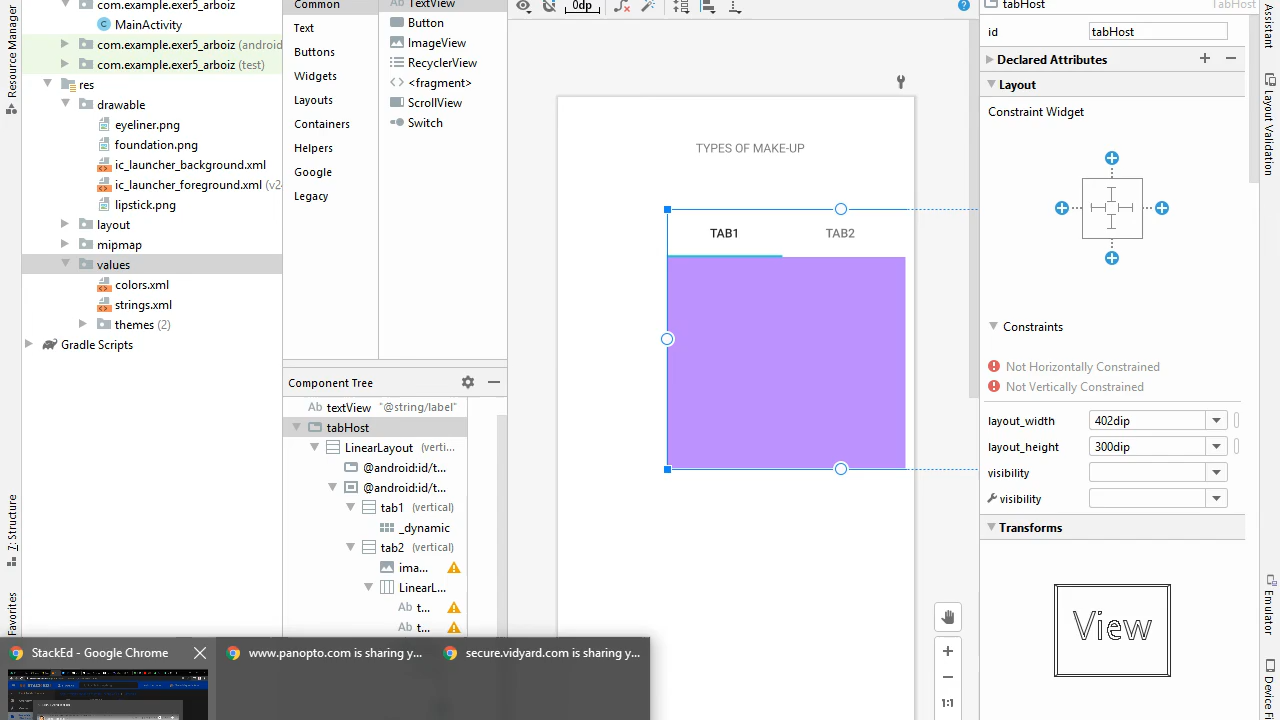 com.example.exer5_arboiz
MainActivity
com.example.exer5_arboiz (android
com.example.exer5_arboiz (test)
res
drawable
eyeliner.png
foundation.png
ic_launcher_background.xml
ic_launcher_foreground.xml (v24
lipstick.png
layout
mipmap
values
colors.xml
strings.xml
themes (2)
Gradle Scripts
Resource Manager
7: Structure
Favorites
Common
Text
Buttons
Widgets
Layouts
Containers
Helpers
Google
Legacy
TextView
Button
ImageView
RecyclerView
<fragment>
ScrollView
Switch
Component Tree
Ab textView "@string/label"
tabHost
LinearLayout (verti...
@android:id/t...
@android:id/t...
tab1 (vertical)
_dynamic
tab2 (vertical)
ima...
LinearL...
Ab t...
Ab t...
0dp
TYPES OF MAKE-UP
TAB1 TAB2
1:1
tabHost TabHost
id tabHost
Declared Attributes
Layout
Constraint Widget
Constraints
Not Horizontally Constrained
Not Vertically Constrained
layout_width 402dip
layout_height 300dip
visibility
visibility
Transforms
View
Assistant
Layout Validation
Emulator
StackEd - Google Chrome
www.panopto.com is sharing y...
secure.vidyard.com is sharing y...